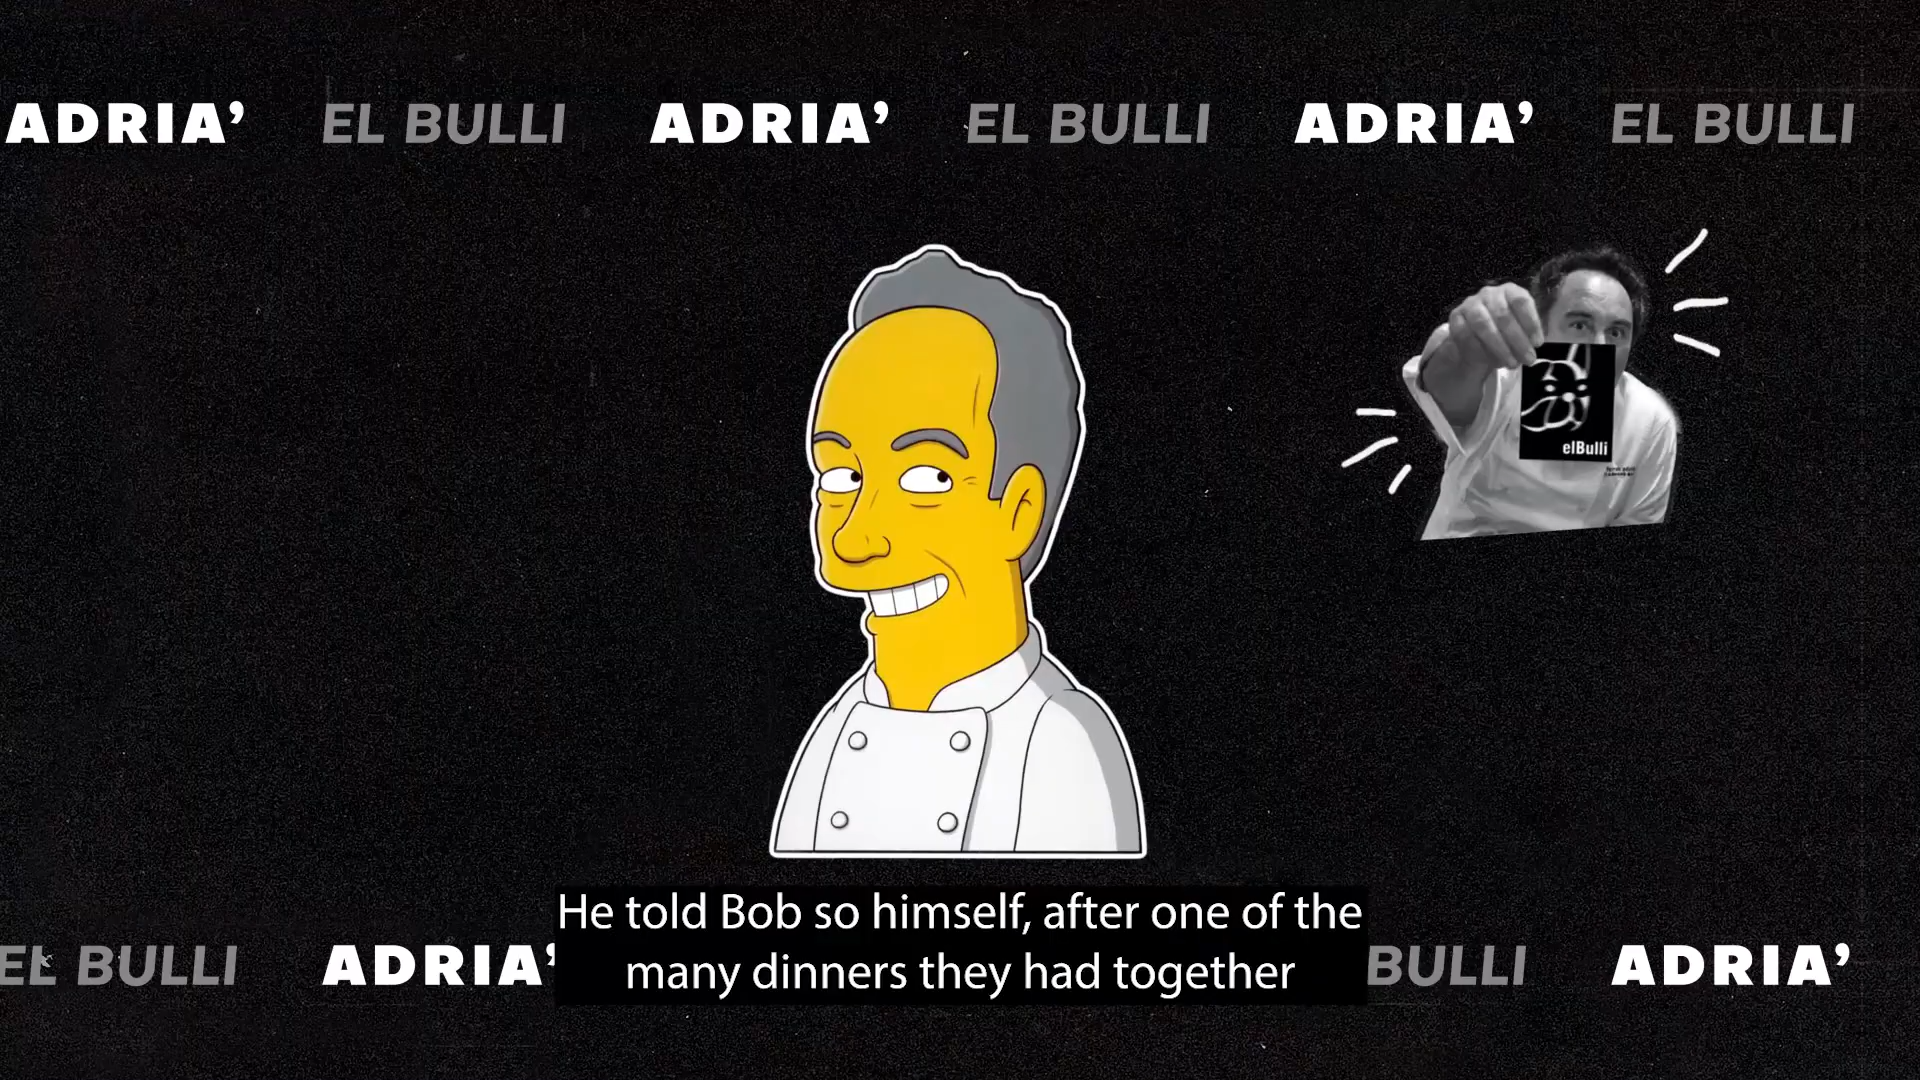 ADRIA’ EL BULLI ADRIA’ EL BULLI ADRIA’ EL BULLI
elBulli
He told Bob so himself, after one of the
many dinners they had together
EL BULLI ADRIA’ BULLI ADRIA’